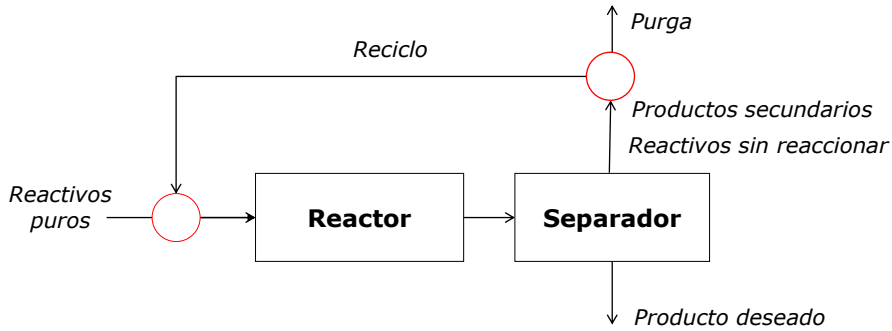 Purga
Reciclo
Productos secundarios
Reactivos sin reaccionar
Reactivos
puros
Reactor
Separador
Producto deseado